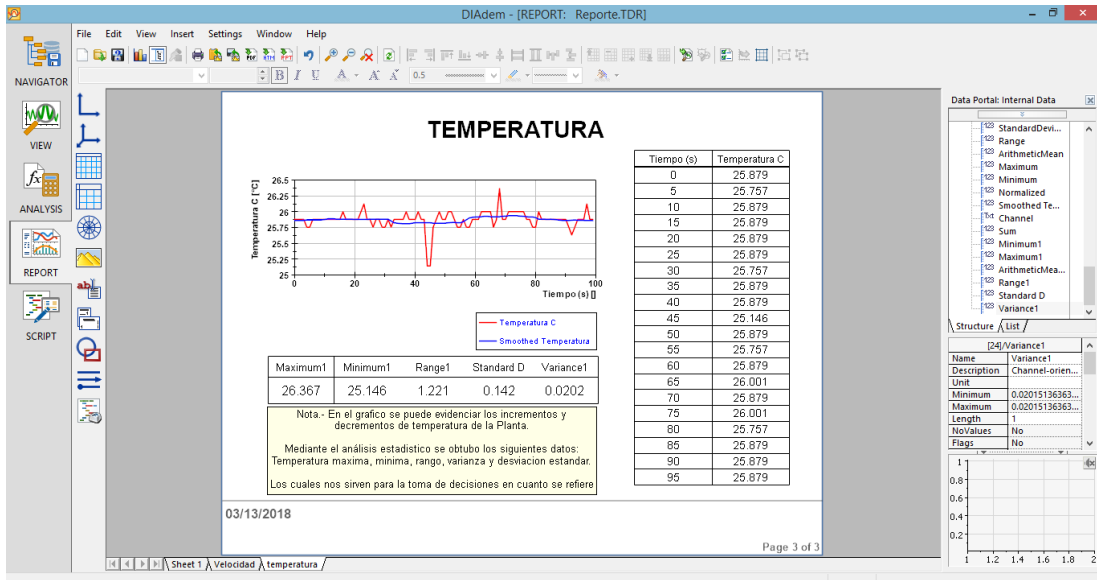 DIAdem - [REPORT:   Reporte.TDR]
File Edit View Insert Settings Window Help
B I U A A A 0.5
NAVIGATOR
VIEW
ANALYSIS
REPORT
SCRIPT
TEMPERATURA
Temperatura C [°C]
26.5
26.25
26
25.75
25.5
25.25
25
0 20 40 60 80 100
Tiempo (s) []
Temperatura C
Smoothed Temperatura
Maximum1 Minimum1 Range1 Standard D Variance1
26.367 25.146 1.221 0.142 0.0202
Nota.- En el grafico se puede evidenciar los incrementos y
decrementos de temperatura de la Planta.
Mediante el análisis estadistico se obtubo los siguientes datos:
Temperatura maxima, minima, rango, varianza y desviacion estandar.
Los cuales nos sirven para la toma de decisiones en cuanto se refiere
Tiempo (s) Temperatura C
0 25.879
5 25.757
10 25.879
15 25.879
20 25.879
25 25.879
30 25.757
35 25.879
40 25.879
45 25.146
50 25.879
55 25.757
60 25.879
65 26.001
70 25.879
75 26.001
80 25.757
85 25.879
90 25.879
95 25.879
03/13/2018
Page 3 of 3
Sheet 1 Velocidad temperatura
Data Portal: Internal Data
StandardDevi...
Range
ArithmeticMean
Maximum
Minimum
Normalized
Smoothed Te...
Channel
Sum
Minimum1
Maximum1
ArithmeticMea...
Range1
Standard D
Variance1
Structure List
[24]/Variance1
Name Variance1
Description Channel-orien...
Unit
Minimum 0.02015136363...
Maximum 0.02015136363...
Length 1
NoValues No
Flags No
1
0.8
0.6
0.4
0.2
1 1.2 1.4 1.6 1.8 2